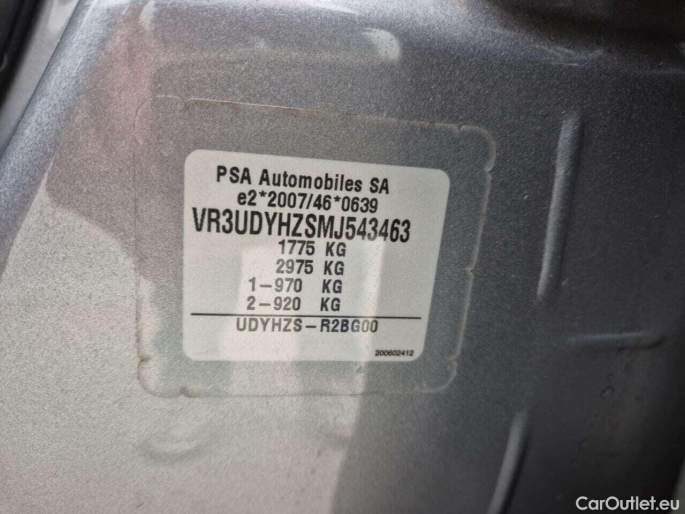 PSA Automobiles SA
e2*2007/46*0639
VR3UDYHZSMJ543463
1775 KG
2975 KG
1-970 KG
2-920 KG
UDYHZS-R2BG00
200602412
CarOutlet.eu